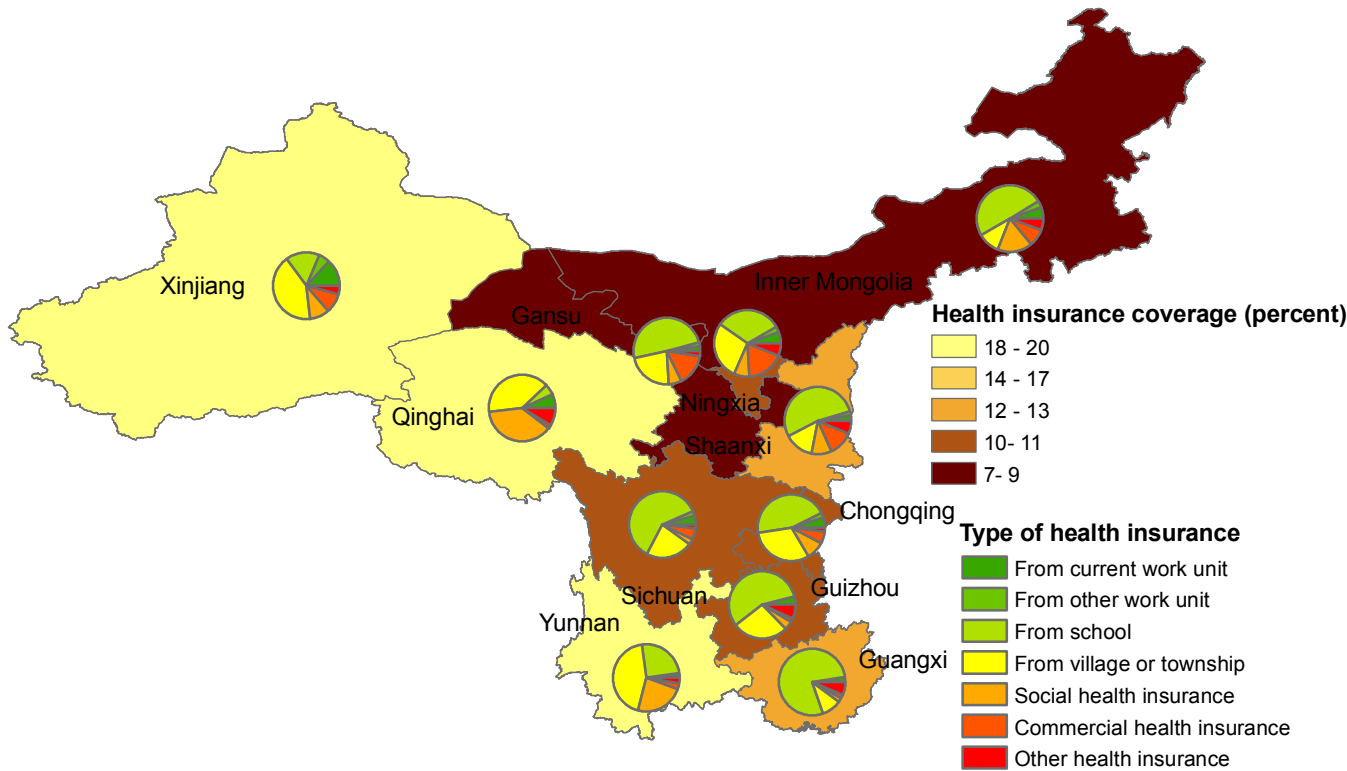 Xinjiang
Inner Mongolia
Gansu
Qinghai
Ningxia
Shaanxi
Chongqing
Sichuan
Guizhou
Yunnan
Guangxi
Health insurance coverage (percent)
18 - 20
14 - 17
12 - 13
10- 11
7- 9
Type of health insurance
From current work unit
From other work unit
From school
From village or township
Social health insurance
Commercial health insurance
Other health insurance